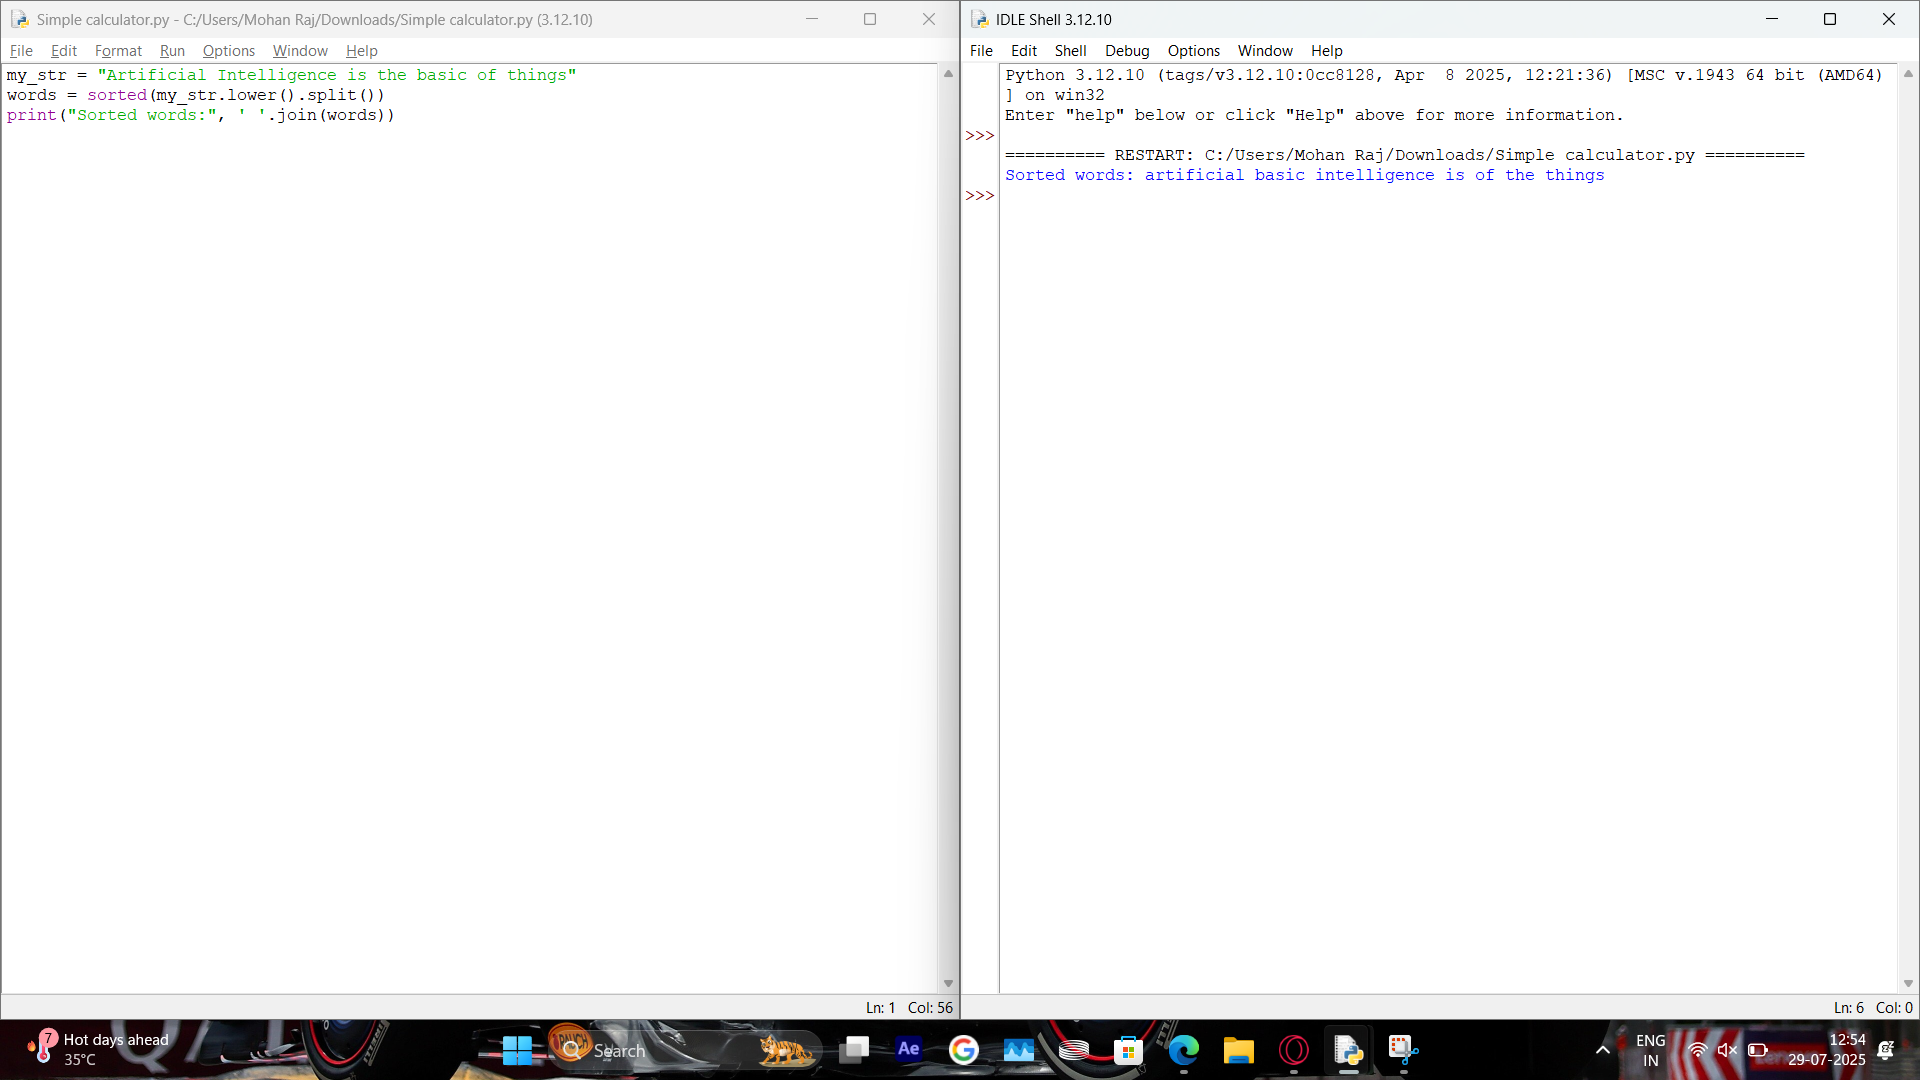 Simple calculator.py - C:/Users/Mohan Raj/Downloads/Simple calculator.py (3.12.10)
File Edit Format Run Options Window Help
my_str = "Artificial Intelligence is the basic of things"
words = sorted(my_str.lower().split())
print("Sorted words:", ' '.join(words))
Ln: 1 Col: 56
IDLE Shell 3.12.10
File Edit Shell Debug Options Window Help
Python 3.12.10 (tags/v3.12.10:0cc8128, Apr  8 2025, 12:21:36) [MSC v.1943 64 bit (AMD64)
] on win32
Enter "help" below or click "Help" above for more information.
>>>
========== RESTART: C:/Users/Mohan Raj/Downloads/Simple calculator.py ==========
Sorted words: artificial basic intelligence is of the things
>>>
Ln: 6 Col: 0
7
Hot days ahead
35°C
Search
Ae
ENG
IN
12:54
29-07-2025